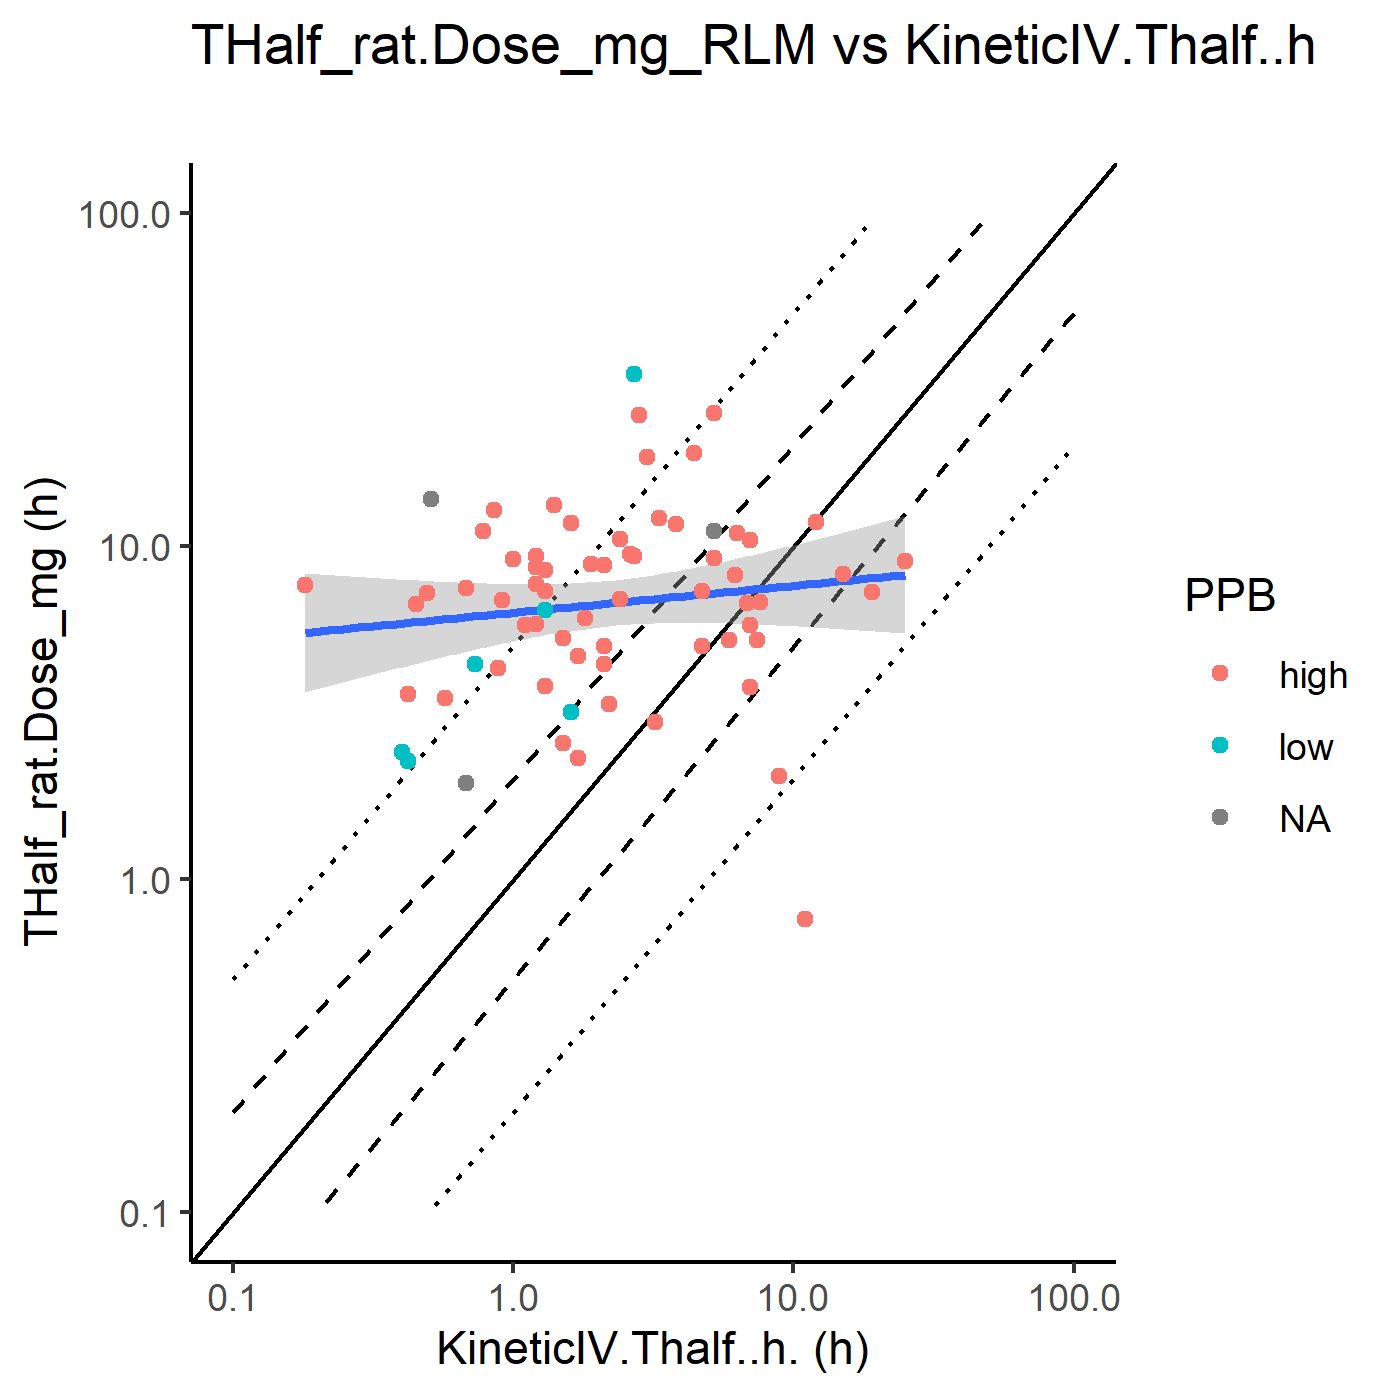 THalf_rat.Dose_mg_RLM vs KineticIV.Thalf..h
100.0
10.0
1.0
0.1
THalf_rat.Dose_mg (h)
0.1
1.0
10.0
100.0
KineticIV.Thalf..h. (h)
PPB
high
low
NA